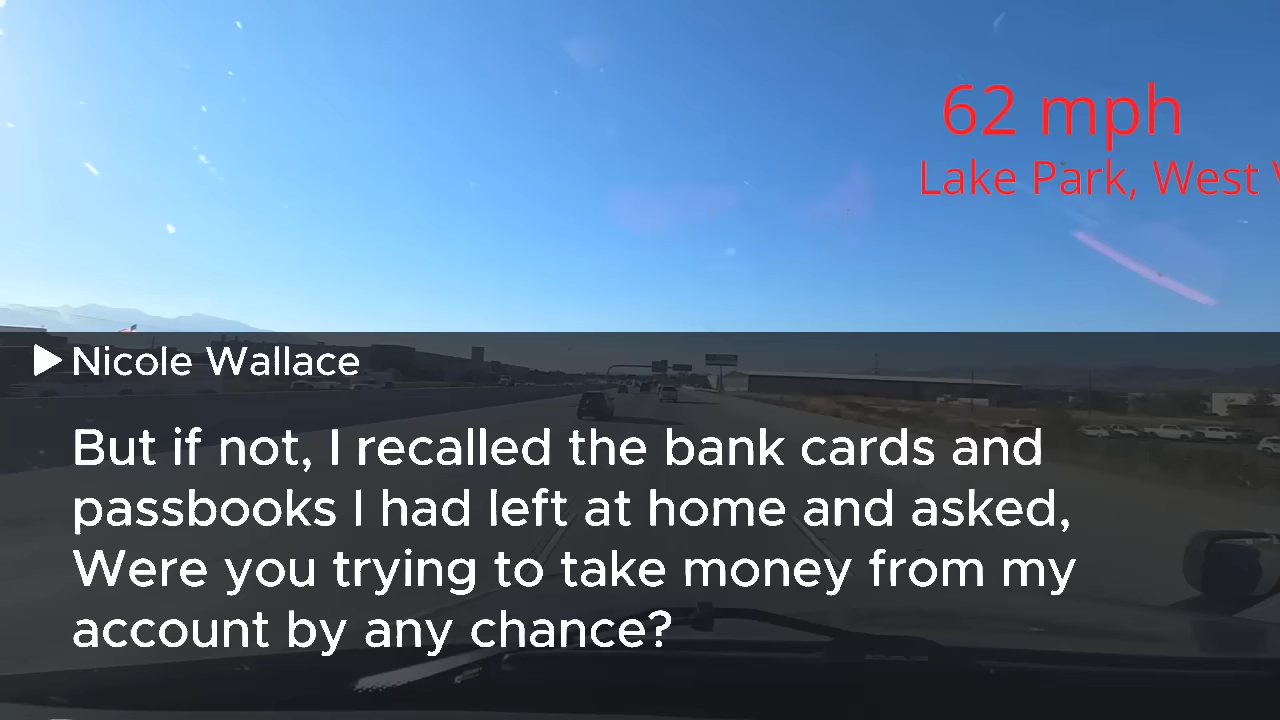 62 mph
Lake Park, West
Nicole Wallace
But if not, I recalled the bank cards and
passbooks I had left at home and asked,
Were you trying to take money from my
account by any chance?